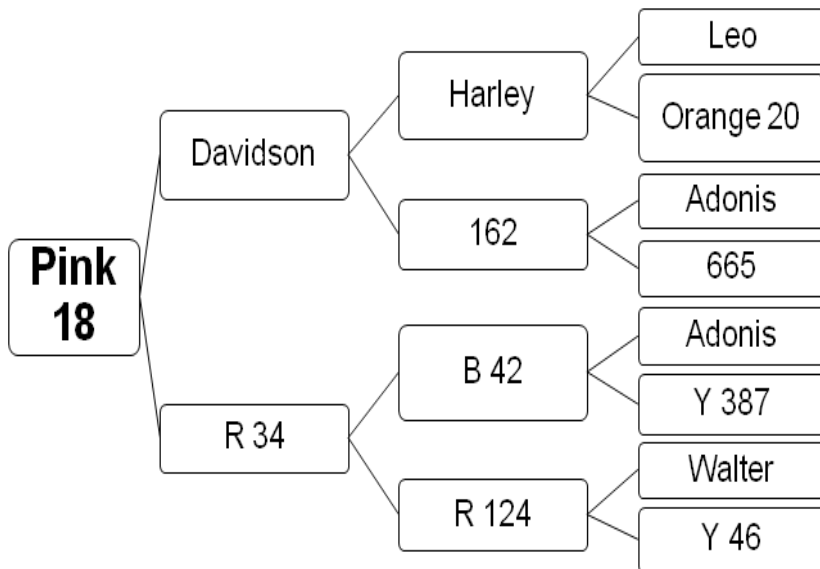 Pink
18
Davidson
R 34
Harley
162
B 42
R 124
Leo
Orange 20
Adonis
665
Adonis
Y 387
Walter
Y 46